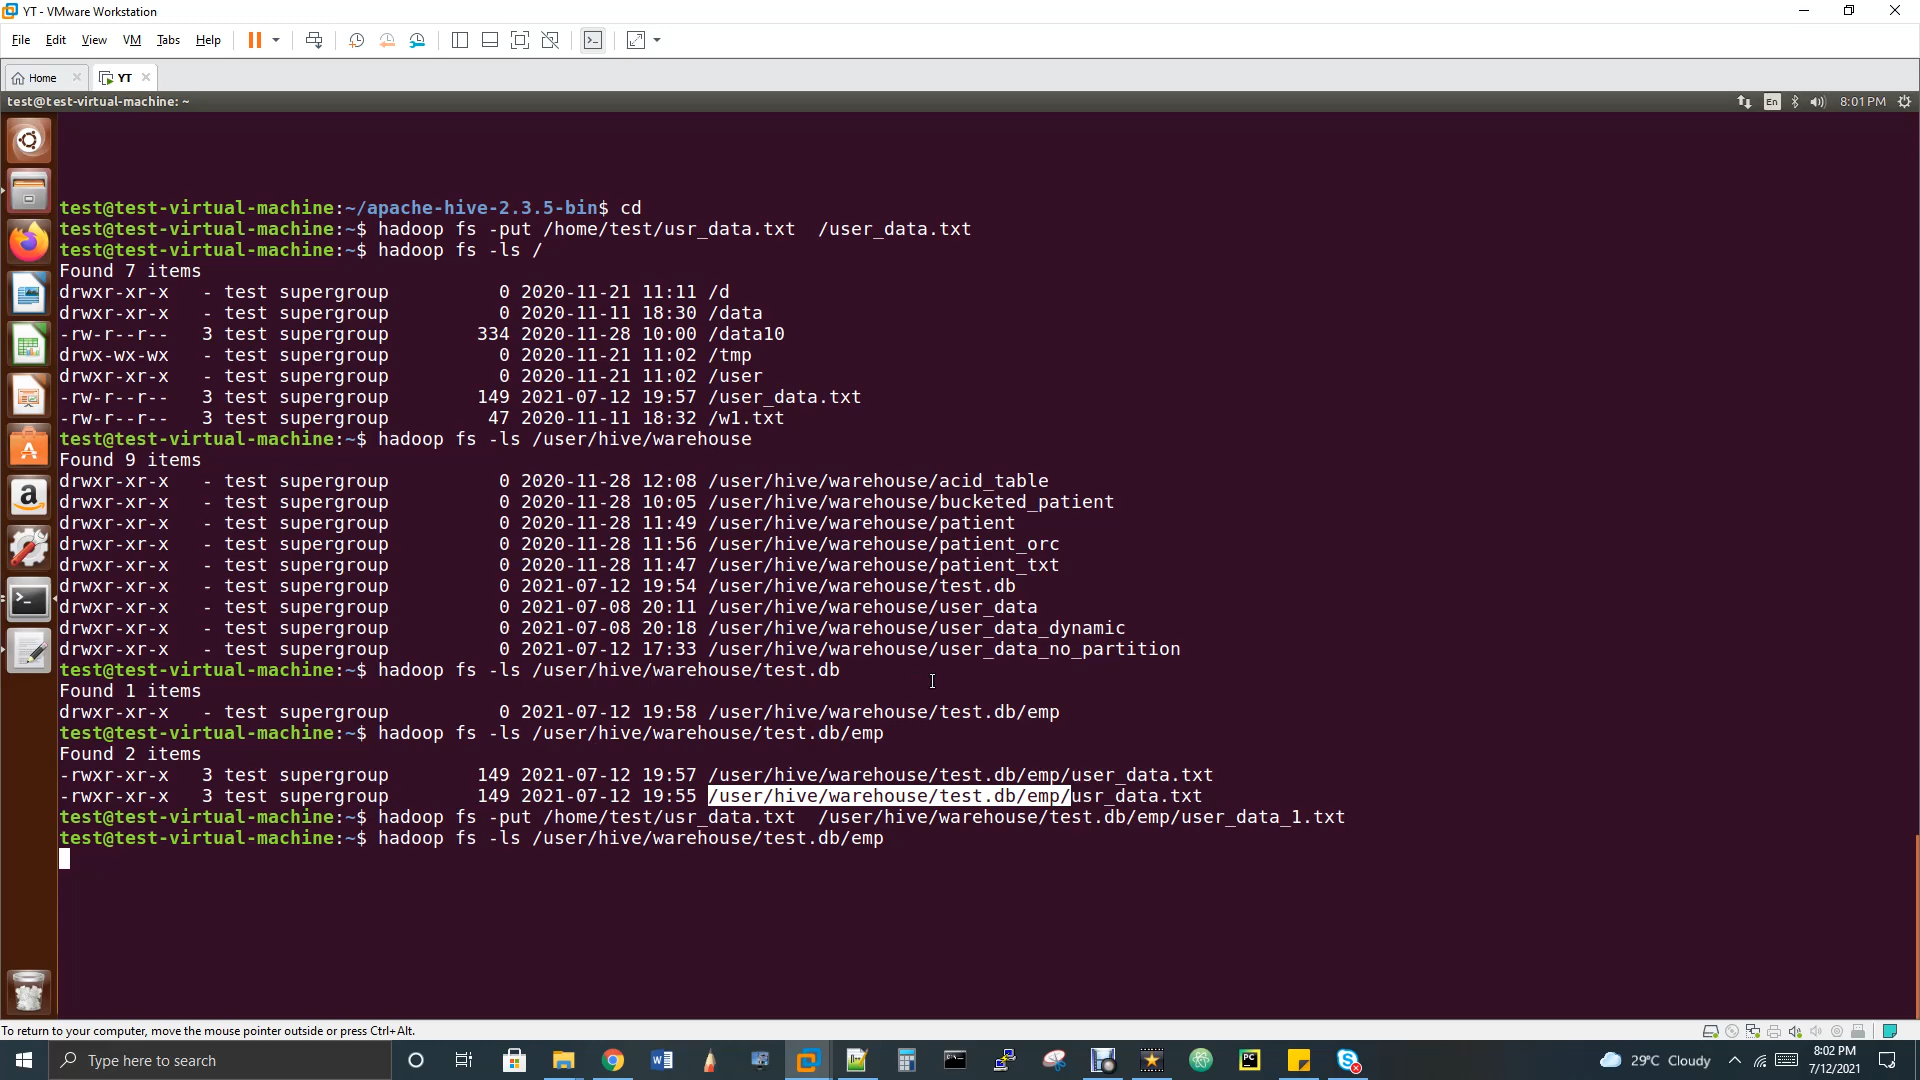 YT - VMware Workstation
File Edit View VM Tabs Help
Home YT
test@test-virtual-machine: ~ En 8:01PM
test@test-virtual-machine:~/apache-hive-2.3.5-bin$ cd
test@test-virtual-machine:~$ hadoop fs -put /home/test/usr_data.txt  /user_data.txt
test@test-virtual-machine:~$ hadoop fs -ls /
Found 7 items
drwxr-xr-x   - test supergroup          0 2020-11-21 11:11 /d
drwxr-xr-x   - test supergroup          0 2020-11-11 18:30 /data
-rw-r--r--   3 test supergroup        334 2020-11-28 10:00 /data10
drwx-wx-wx   - test supergroup          0 2020-11-21 11:02 /tmp
drwxr-xr-x   - test supergroup          0 2020-11-21 11:02 /user
-rw-r--r--   3 test supergroup        149 2021-07-12 19:57 /user_data.txt
-rw-r--r--   3 test supergroup         47 2020-11-11 18:32 /w1.txt
test@test-virtual-machine:~$ hadoop fs -ls /user/hive/warehouse
Found 9 items
drwxr-xr-x   - test supergroup          0 2020-11-28 12:08 /user/hive/warehouse/acid_table
drwxr-xr-x   - test supergroup          0 2020-11-28 10:05 /user/hive/warehouse/bucketed_patient
drwxr-xr-x   - test supergroup          0 2020-11-28 11:49 /user/hive/warehouse/patient
drwxr-xr-x   - test supergroup          0 2020-11-28 11:56 /user/hive/warehouse/patient_orc
drwxr-xr-x   - test supergroup          0 2020-11-28 11:47 /user/hive/warehouse/patient_txt
drwxr-xr-x   - test supergroup          0 2021-07-12 19:54 /user/hive/warehouse/test.db
drwxr-xr-x   - test supergroup          0 2021-07-08 20:11 /user/hive/warehouse/user_data
drwxr-xr-x   - test supergroup          0 2021-07-08 20:18 /user/hive/warehouse/user_data_dynamic
drwxr-xr-x   - test supergroup          0 2021-07-12 17:33 /user/hive/warehouse/user_data_no_partition
test@test-virtual-machine:~$ hadoop fs -ls /user/hive/warehouse/test.db
Found 1 items
drwxr-xr-x   - test supergroup          0 2021-07-12 19:58 /user/hive/warehouse/test.db/emp
test@test-virtual-machine:~$ hadoop fs -ls /user/hive/warehouse/test.db/emp
Found 2 items
-rwxr-xr-x   3 test supergroup        149 2021-07-12 19:57 /user/hive/warehouse/test.db/emp/user_data.txt
-rwxr-xr-x   3 test supergroup        149 2021-07-12 19:55 /user/hive/warehouse/test.db/emp/usr_data.txt
test@test-virtual-machine:~$ hadoop fs -put /home/test/usr_data.txt  /user/hive/warehouse/test.db/emp/user_data_1.txt
test@test-virtual-machine:~$ hadoop fs -ls /user/hive/warehouse/test.db/emp
To return to your computer, move the mouse pointer outside or press Ctrl+Alt.
Type here to search
29°C Cloudy
8:02 PM
7/12/2021